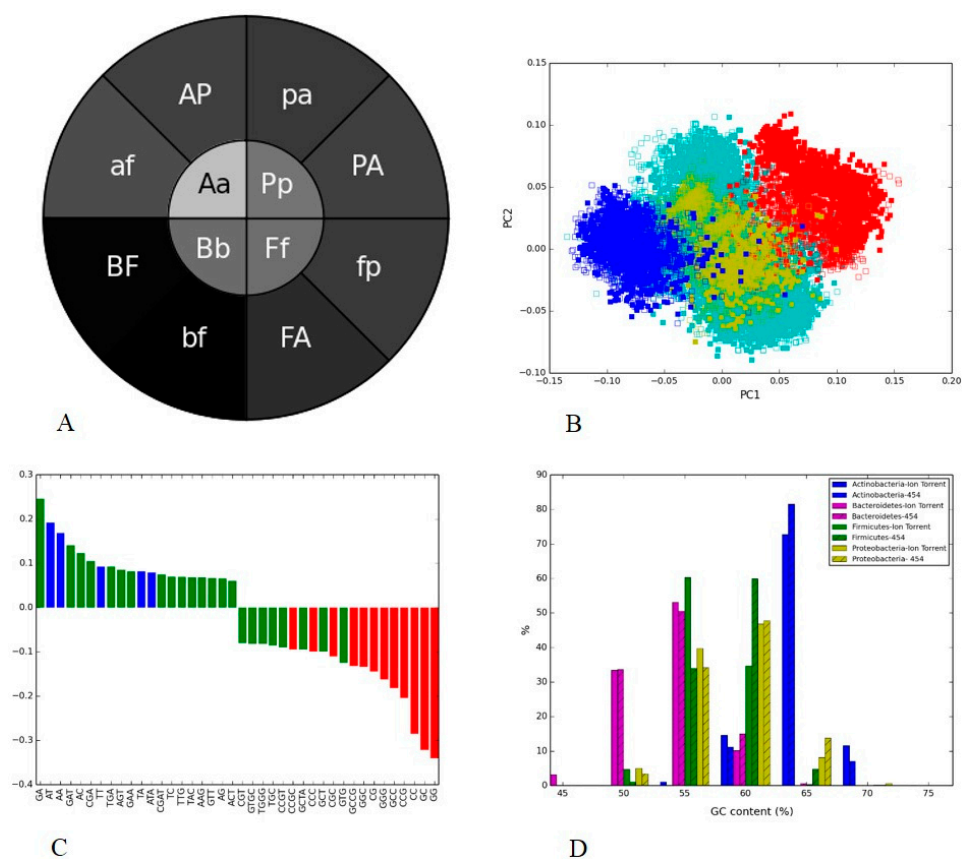 AP
pa
af
PA
Aa
Pp
BF
Bb
Ff
fp
bf
FA
A
0.15
0.10
0.05
0.00
−0.05
−0.10
PC2
−0.15
−0.10
−0.05
0.00
0.05
0.10
0.15
0.20
PC1
B
0.3
0.2
0.1
0.0
−0.1
−0.2
−0.3
−0.4
GA
AT
AA
GAT
AC
CGA
TT
TGA
AGT
GAA
TA
ATA
CGAT
TC
TTG
TAC
AAG
GTT
AG
ACT
GTGC
TGGG
TGC
CCGT
CCGC
GCTA
GCT
CGC
GTG
GCCG
GGC
CG
GGG
GCC
CCG
CC
GC
GG
C
90
80
70
60
50
40
30
20
10
0
%
45
50
55
60
65
70
75
GC content (%)
Actinobacteria-Ion Torrent
Actinobacteria-454
Bacteroidetes-Ion Torrent
Bacteroidetes-454
Firmicutes-Ion Torrent
Firmicutes-454
Proteobacteria-Ion Torrent
Proteobacteria- 454
D